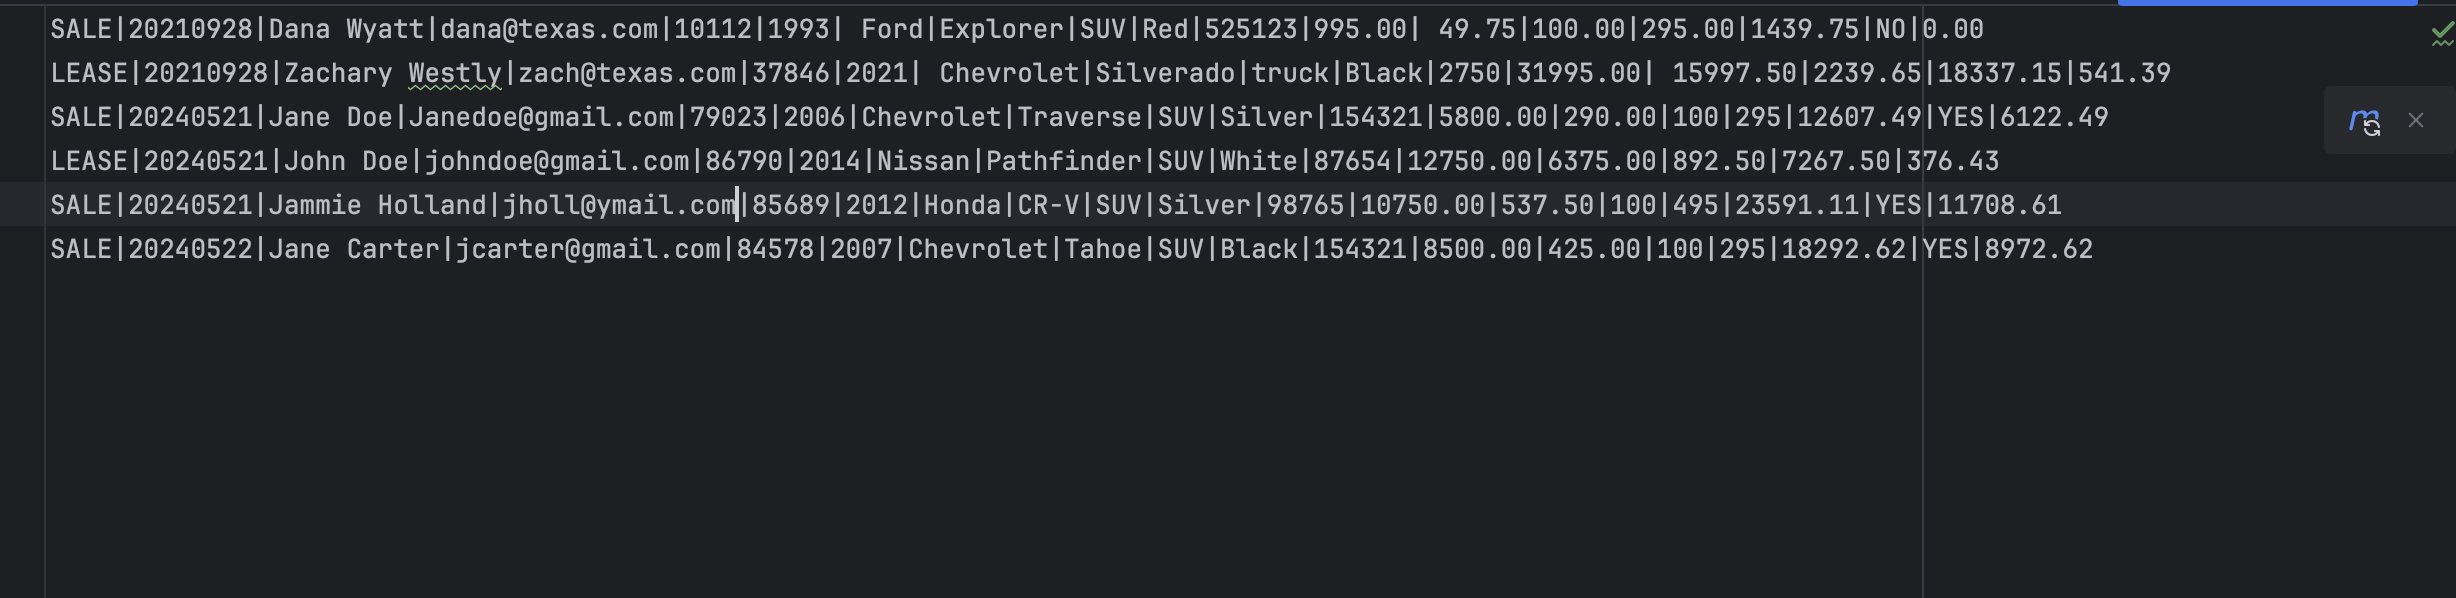 SALE|20210928|Dana Wyatt|dana@texas.com|10112|1993| Ford|Explorer|SUV|Red|525123|995.00| 49.75|100.00|295.00|1439.75|NO|0.00
LEASE|20210928|Zachary Westly|zach@texas.com|37846|2021| Chevrolet|Silverado|truck|Black|2750|31995.00| 15997.50|2239.65|18337.15|541.39
SALE|20240521|Jane Doe|Janedoe@gmail.com|79023|2006|Chevrolet|Traverse|SUV|Silver|154321|5800.00|290.00|100|295|12607.49|YES|6122.49
LEASE|20240521|John Doe|johndoe@gmail.com|86790|2014|Nissan|Pathfinder|SUV|White|87654|12750.00|6375.00|892.50|7267.50|376.43
SALE|20240521|Jammie Holland|jholl@ymail.com|85689|2012|Honda|CR-V|SUV|Silver|98765|10750.00|537.50|100|495|23591.11|YES|11708.61
SALE|20240522|Jane Carter|jcarter@gmail.com|84578|2007|Chevrolet|Tahoe|SUV|Black|154321|8500.00|425.00|100|295|18292.62|YES|8972.62